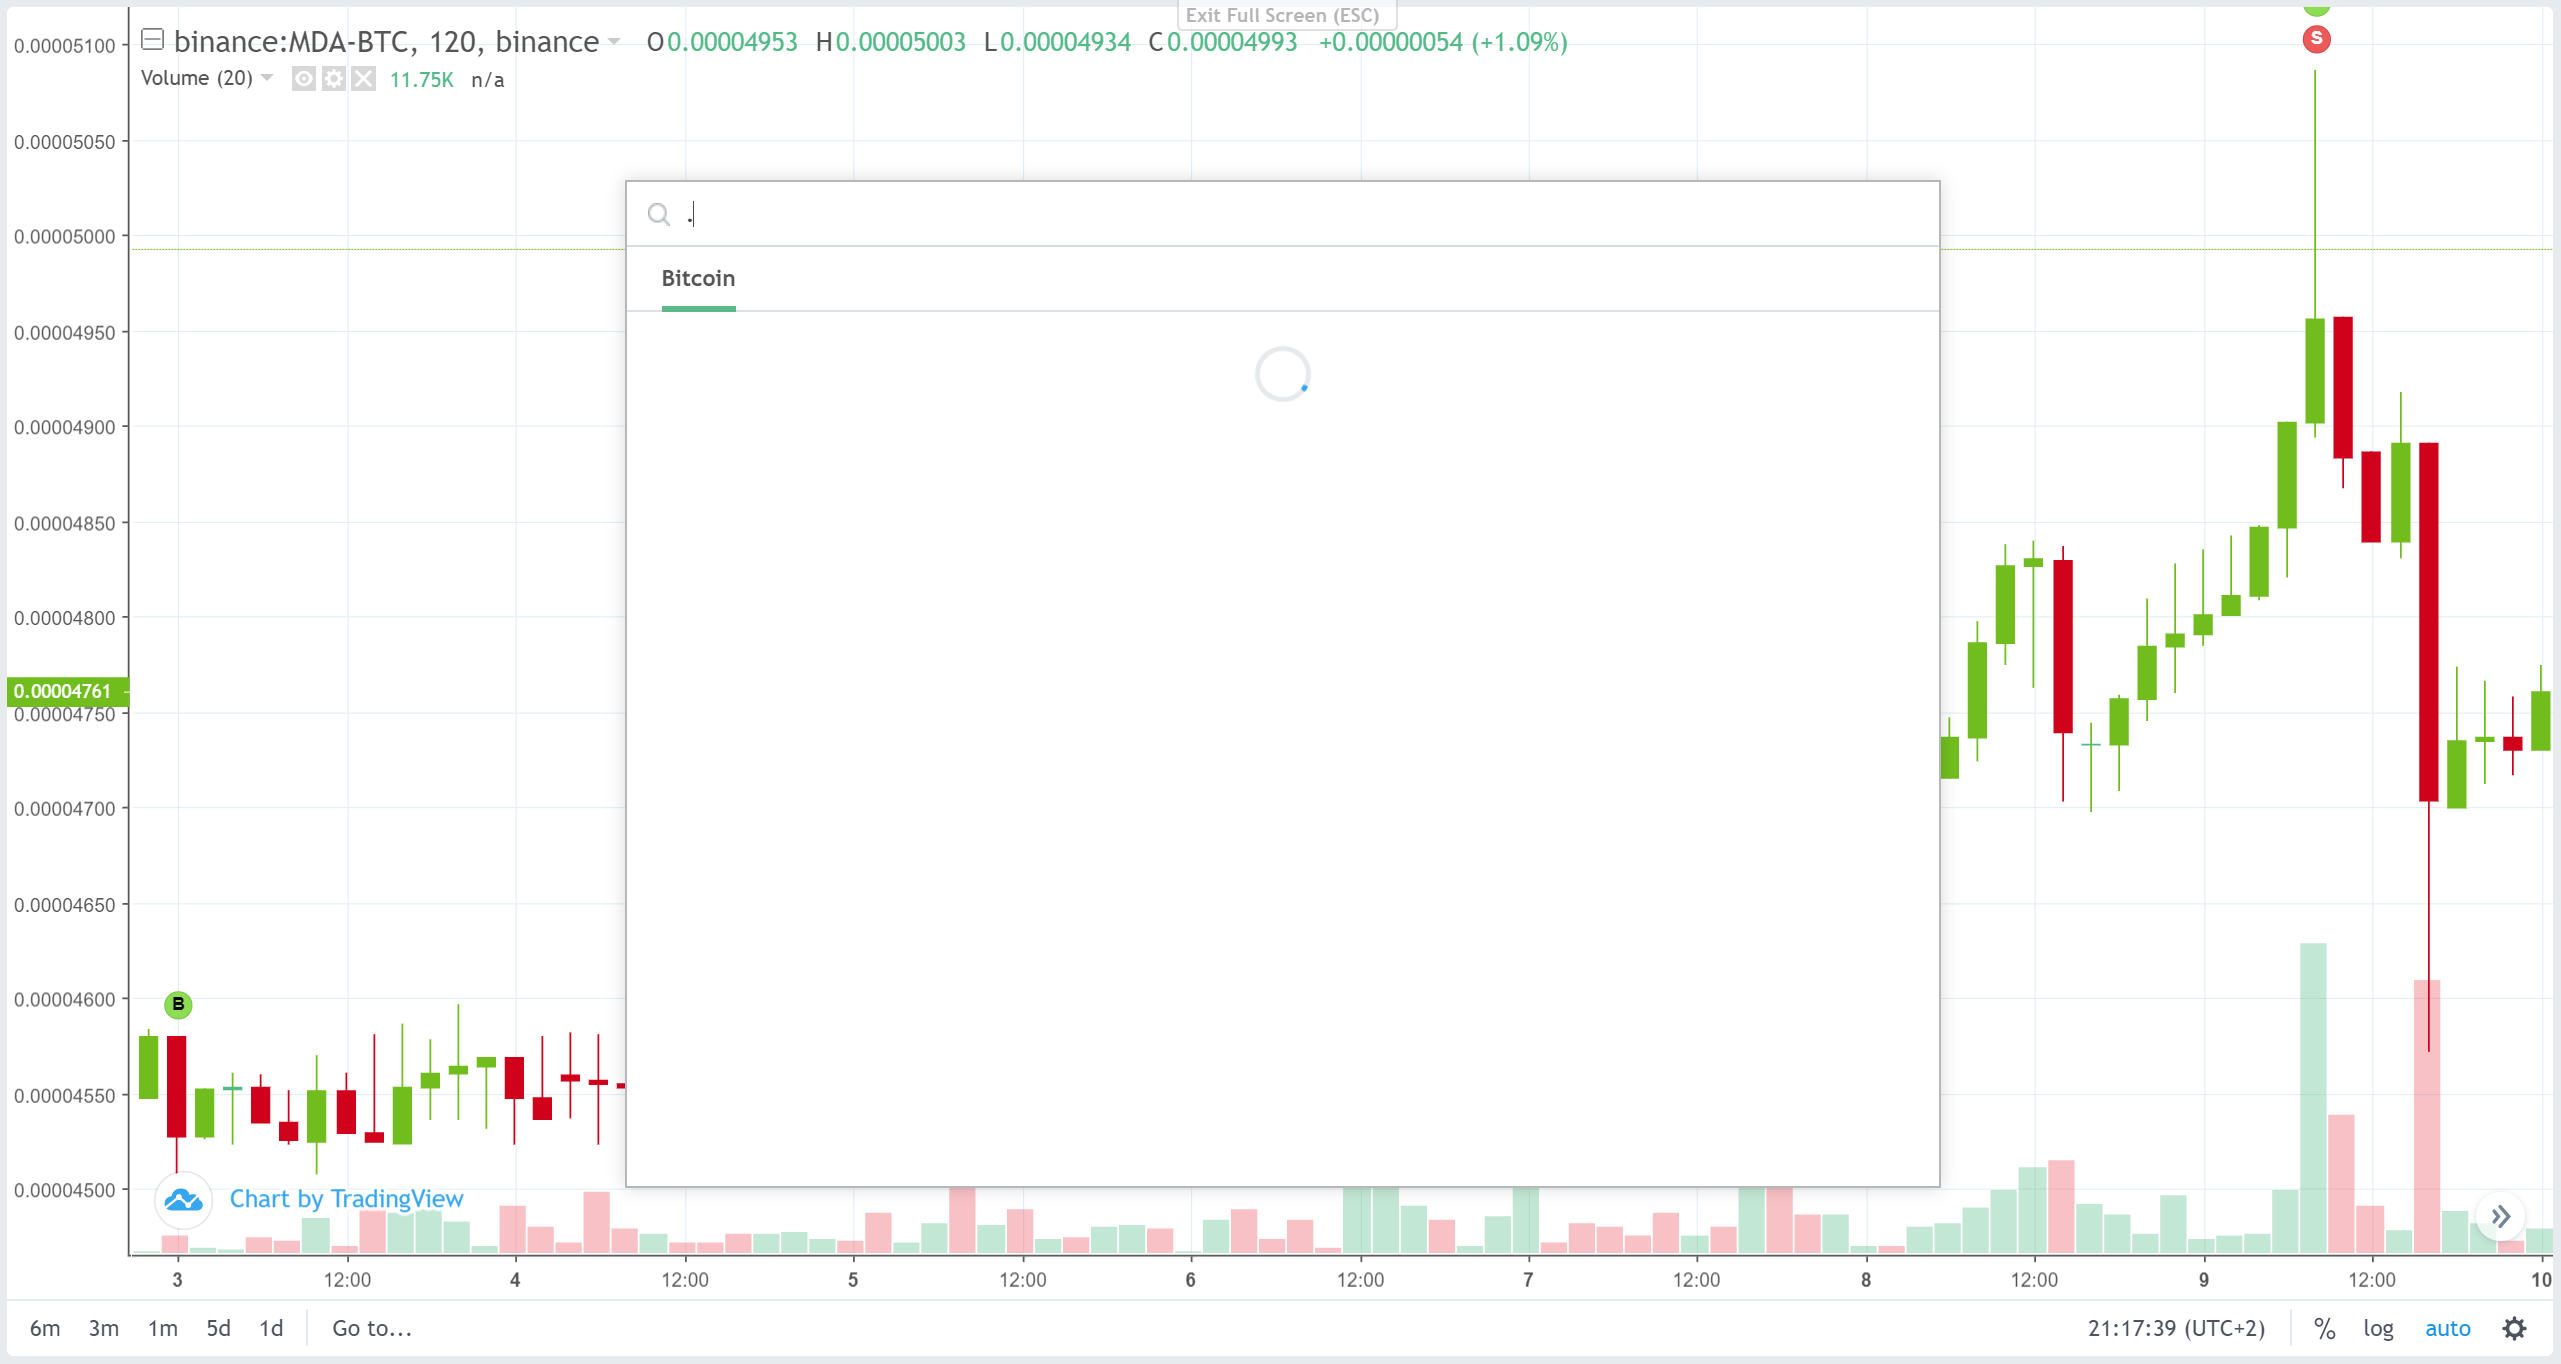 Exit Full Screen (ESC)
S
binance:MDA-BTC, 120, binance O0.00004953 H0.00005003 L0.00004934 C0.00004993 +0.00000054 (+1.09%)
Volume (20) 11.75K n/a
0.00005100
0.00005050
0.00005000
0.00004950
0.00004900
0.00004850
0.00004800
0.00004761
0.00004750
0.00004700
0.00004650
0.00004600
0.00004550
0.00004500
.
Bitcoin
B
Chart by TradingView
3 12:00 4 12:00 5 12:00 6 12:00 7 12:00 8 12:00 9 12:00 10
6m 3m 1m 5d 1d Go to... 21:17:39 (UTC+2) % log auto